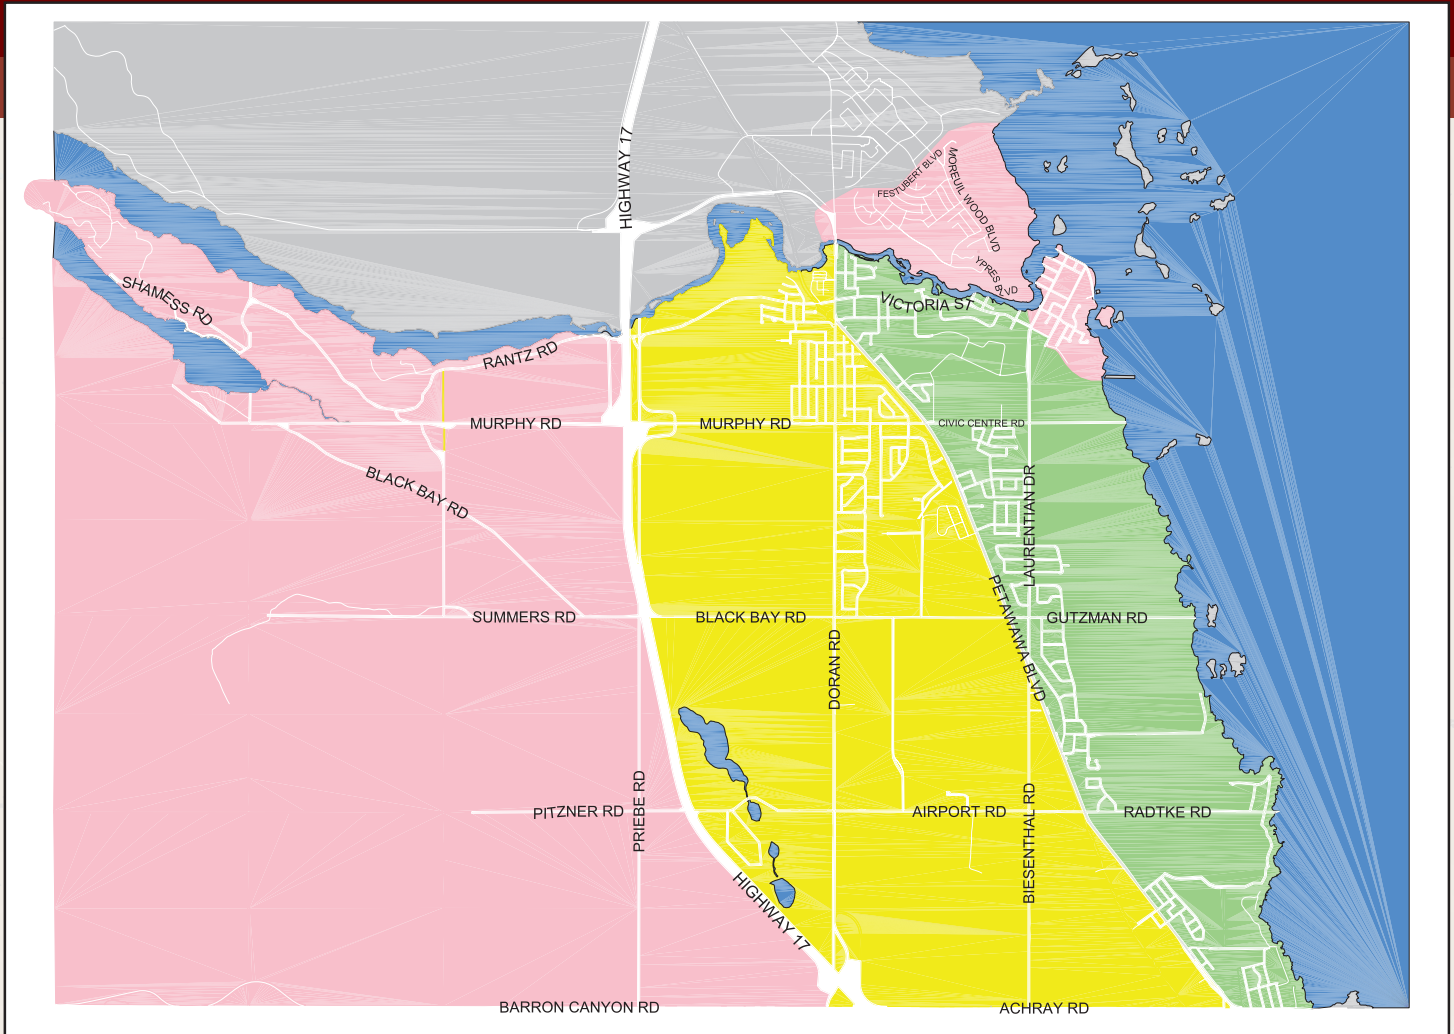 HIGHWAY 17
FESTUBERT BLVD
MOREUIL WOOD BLVD
YPRES BLVD
SHAMESS RD
VICTORIA ST
RANTZ RD
MURPHY RD
MURPHY RD
CIVIC CENTRE RD
BLACK BAY RD
LAURENTIAN DR
SUMMERS RD
BLACK BAY RD
PETAWAWA BLVD
GUTZMAN RD
DORAN RD
PITZNER RD
PRIEBE RD
AIRPORT RD
BIESENTHAL RD
RADTKE RD
HIGHWAY 17
BARRON CANYON RD
ACHRAY RD